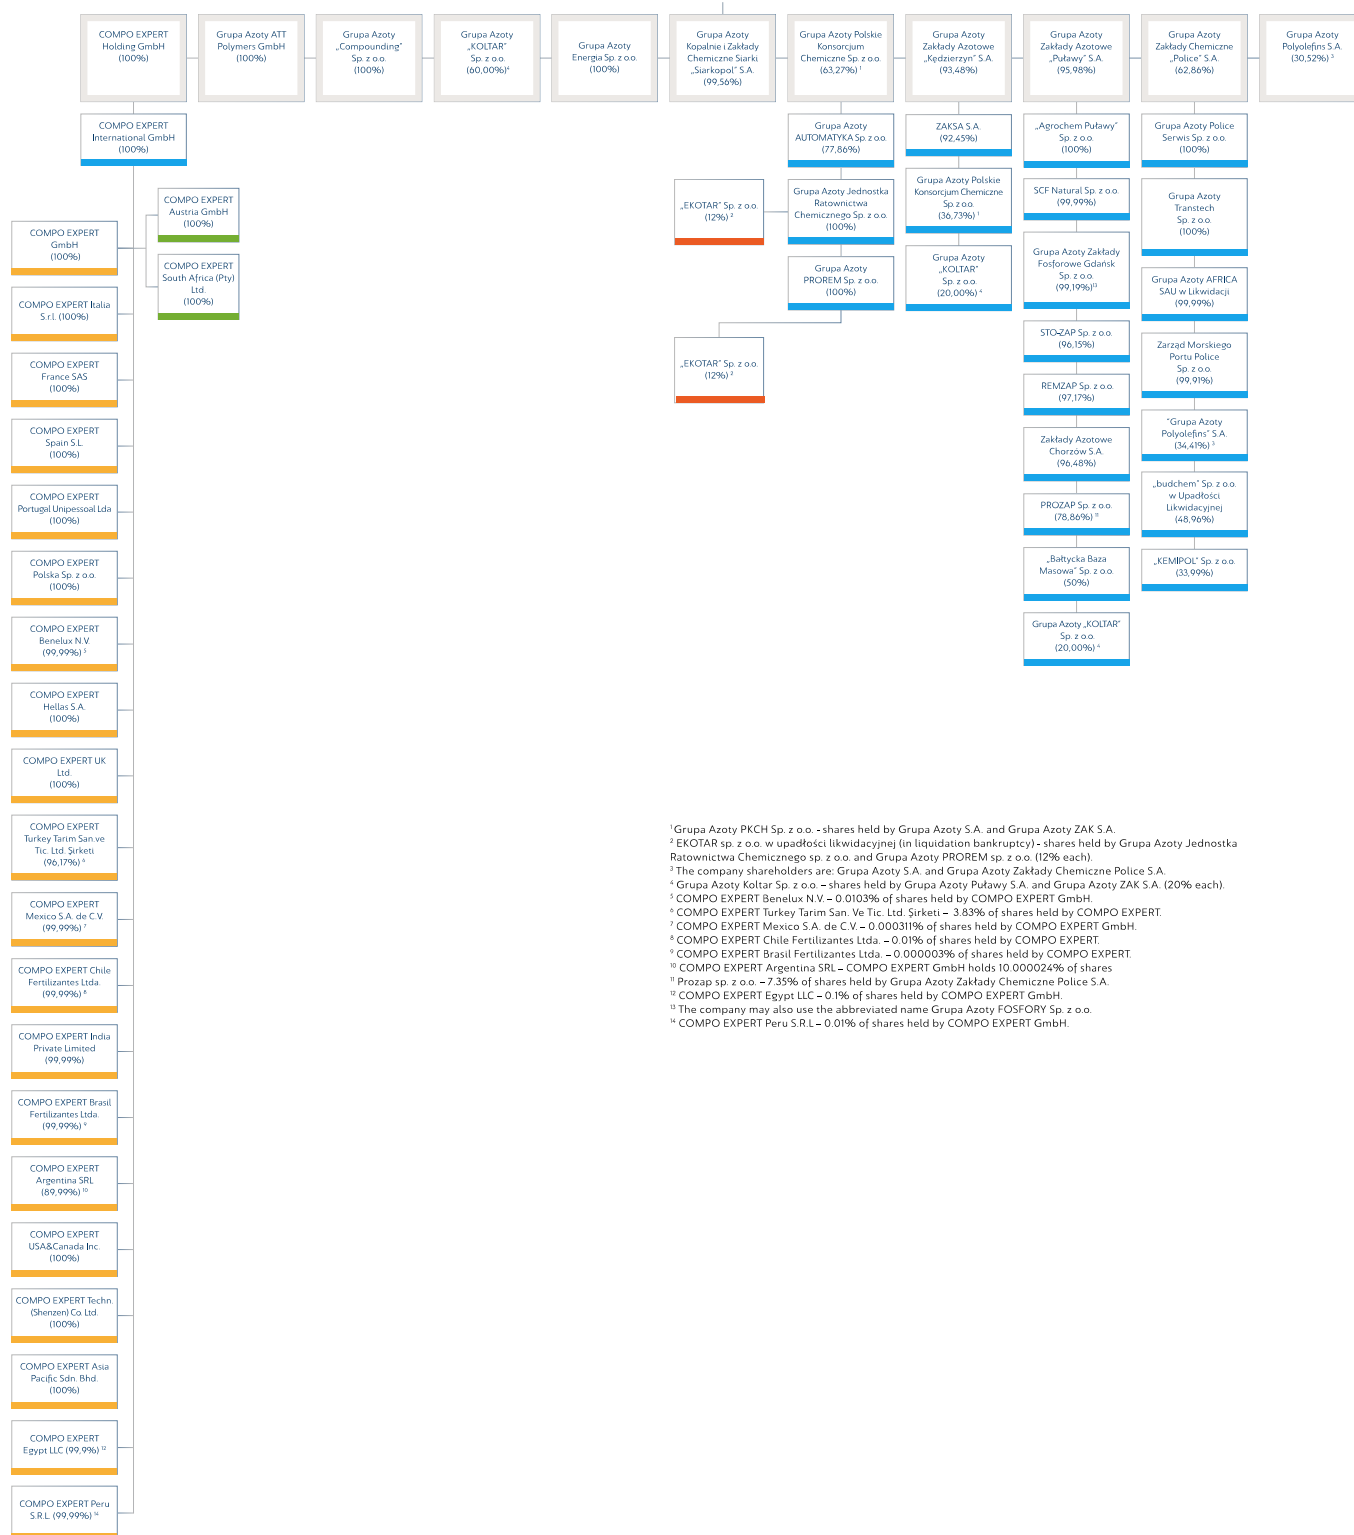 COMPO EXPERT
Holding GmbH
(100%)
Grupa Azoty ATT
Polymers GmbH
(100%)
Grupa Azoty
„Compounding”
Sp. z o.o.
(100%)
Grupa Azoty
„KOLTAR”
Sp. z o.o.
(60,00%)⁴
Grupa Azoty
Energia Sp. z o.o.
(100%)
Grupa Azoty
Kopalnie i Zakłady
Chemiczne Siarki
„Siarkopol” S.A.
(99,56%)
Grupa Azoty Polskie
Konsorcjum
Chemiczne Sp. z o.o.
(63,27%) ¹
Grupa Azoty
Zakłady Azotowe
„Kędzierzyn” S.A.
(93,48%)
Grupa Azoty
Zakłady Azotowe
„Puławy” S.A.
(95,98%)
Grupa Azoty
Zakłady Chemiczne
„Police” S.A.
(62,86%)
Grupa Azoty
Polyolefins S.A.
(30,52%) ³
COMPO EXPERT
International GmbH
(100%)
COMPO EXPERT
Austria GmbH
(100%)
COMPO EXPERT
South Africa (Pty)
Ltd.
(100%)
COMPO EXPERT
GmbH
(100%)
COMPO EXPERT Italia
S.r.l. (100%)
COMPO EXPERT
France SAS
(100%)
COMPO EXPERT
Spain S.L.
(100%)
COMPO EXPERT
Portugal Unipessoal Lda
(100%)
COMPO EXPERT
Polska Sp. z o.o.
(100%)
COMPO EXPERT
Benelux N.V.
(99,99%) ⁵
COMPO EXPERT
Hellas S.A.
(100%)
COMPO EXPERT UK
Ltd.
(100%)
COMPO EXPERT
Turkey Tarim San.ve
Tic. Ltd. Şirketi
(96,17%) ⁶
COMPO EXPERT
Mexico S.A. de C.V.
(99,99%) ⁷
COMPO EXPERT Chile
Fertilizantes Ltda.
(99,99%) ⁸
COMPO EXPERT India
Private Limited
(99,99%)
COMPO EXPERT Brasil
Fertilizantes Ltda.
(99,99%) ⁹
COMPO EXPERT
Argentina SRL
(89,99%) ¹⁰
COMPO EXPERT
USA&Canada Inc.
(100%)
COMPO EXPERT Techn.
(Shenzen) Co. Ltd.
(100%)
COMPO EXPERT Asia
Pacific Sdn. Bhd.
(100%)
COMPO EXPERT
Egypt LLC (99,9%) ¹²
COMPO EXPERT Peru
S.R.L. (99,99%) ¹⁴
Grupa Azoty
AUTOMATYKA Sp. z o.o.
(77,86%)
„EKOTAR” Sp. z o.o.
(12%) ²
Grupa Azoty Jednostka
Ratownictwa
Chemicznego Sp. z o.o.
(100%)
Grupa Azoty
PROREM Sp. z o.o.
(100%)
„EKOTAR” Sp. z o.o.
(12%) ²
ZAKSA S.A.
(92,45%)
Grupa Azoty Polskie
Konsorcjum Chemiczne
Sp. z o.o.
(36,73%) ¹
Grupa Azoty
„KOLTAR”
Sp. z o.o.
(20,00%) ⁴
„Agrochem Puławy”
Sp. z o.o.
(100%)
SCF Natural Sp. z o.o.
(99,99%)
Grupa Azoty Zakłady
Fosforowe Gdańsk
Sp. z o.o.
(99,19%)¹³
STO-ZAP Sp. z o.o.
(96,15%)
REMZAP Sp. z o.o.
(97,17%)
Zakłady Azotowe
Chorzów S.A.
(96,48%)
PROZAP Sp. z o.o.
(78,86%) ¹¹
„Bałtycka Baza
Masowa” Sp. z o.o.
(50%)
Grupa Azoty „KOLTAR”
Sp. z o.o.
(20,00%) ⁴
Grupa Azoty Police
Serwis Sp. z o.o.
(100%)
Grupa Azoty
Transtech
Sp. z o.o.
(100%)
Grupa Azoty AFRICA
SAU w Likwidacji
(99,99%)
Zarząd Morskiego
Portu Police
Sp. z o.o.
(99,91%)
“Grupa Azoty
Polyolefins” S.A.
(34,41%) ³
„budchem” Sp. z o.o.
w Upadłości
Likwidacyjnej
(48,96%)
„KEMIPOL” Sp. z o.o.
(33,99%)
¹ Grupa Azoty PKCH Sp. z o.o. - shares held by Grupa Azoty S.A. and Grupa Azoty ZAK S.A.
² EKOTAR sp. z o.o. w upadłości likwidacyjnej (in liquidation bankruptcy) - shares held by Grupa Azoty Jednostka
Ratownictwa Chemicznego sp. z o.o. and Grupa Azoty PROREM sp. z o.o. (12% each).
³ The company shareholders are: Grupa Azoty S.A. and Grupa Azoty Zakłady Chemiczne Police S.A.
⁴ Grupa Azoty Koltar Sp. z o.o. – shares held by Grupa Azoty Puławy S.A. and Grupa Azoty ZAK S.A. (20% each).
⁵ COMPO EXPERT Benelux N.V. – 0.0103% of shares held by COMPO EXPERT GmbH.
⁶ COMPO EXPERT Turkey Tarim San. Ve Tic. Ltd. Şirketi – 3.83% of shares held by COMPO EXPERT.
⁷ COMPO EXPERT Mexico S.A. de C.V. – 0.000311% of shares held by COMPO EXPERT GmbH.
⁸ COMPO EXPERT Chile Fertilizantes Ltda. – 0.01% of shares held by COMPO EXPERT.
⁹ COMPO EXPERT Brasil Fertilizantes Ltda. – 0.000003% of shares held by COMPO EXPERT.
¹⁰ COMPO EXPERT Argentina SRL – COMPO EXPERT GmbH holds 10.000024% of shares
¹¹ Prozap sp. z o.o. – 7.35% of shares held by Grupa Azoty Zakłady Chemiczne Police S.A.
¹² COMPO EXPERT Egypt LLC – 0.1% of shares held by COMPO EXPERT GmbH.
¹³ The company may also use the abbreviated name Grupa Azoty FOSFORY Sp. z o.o.
¹⁴ COMPO EXPERT Peru S.R.L – 0.01% of shares held by COMPO EXPERT GmbH.